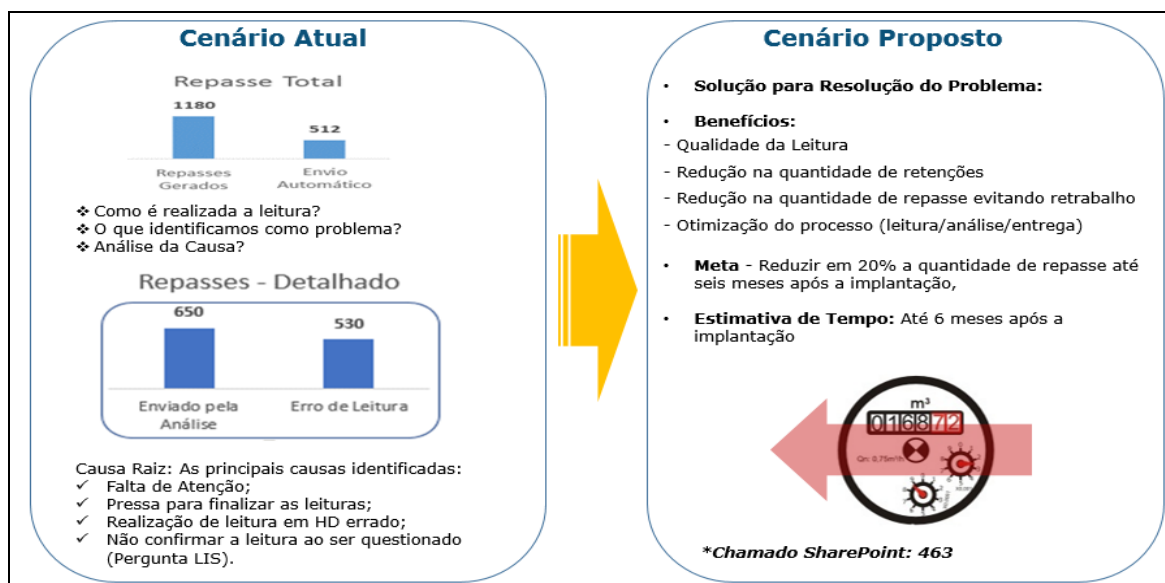 Cenário Atual
Repasse Total
1180
512
Repasses
Gerados
Envio
Automático
❖ Como é realizada a leitura?
❖ O que identificamos como problema?
❖ Análise da Causa?
Repasses - Detalhado
650
530
Enviado pela
Análise
Erro de Leitura
Causa Raiz: As principais causas identificadas:
✓ Falta de Atenção;
✓ Pressa para finalizar as leituras;
✓ Realização de leitura em HD errado;
✓ Não confirmar a leitura ao ser questionado
(Pergunta LIS).
Cenário Proposto
• Solução para Resolução do Problema:
• Benefícios:
- Qualidade da Leitura
- Redução na quantidade de retenções
- Redução na quantidade de repasse evitando retrabalho
- Otimização do processo (leitura/análise/entrega)
• Meta - Reduzir em 20% a quantidade de repasse até
seis meses após a implantação,
• Estimativa de Tempo: Até 6 meses após a
implantação
m³
016872
Qn: 0,75m³/h
*Chamado SharePoint: 463